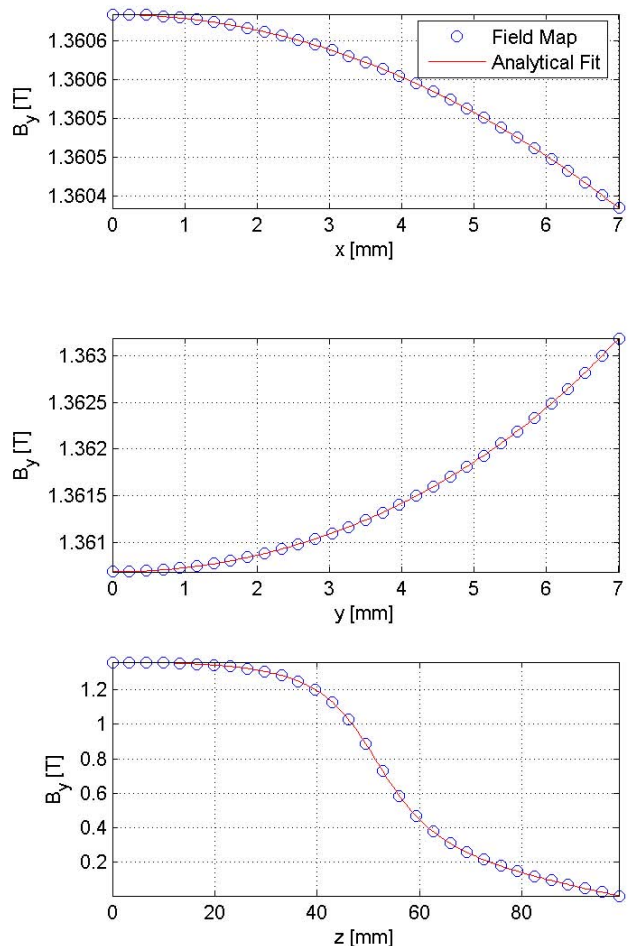 1.3606
1.3606
1.3605
1.3605
1.3604
B_y [T]
Field Map
Analytical Fit
0 1 2 3 4 5 6 7
x [mm]
1.363
1.3625
1.362
1.3615
1.361
B_y [T]
0 1 2 3 4 5 6 7
y [mm]
1.2
1
0.8
0.6
0.4
0.2
B_y [T]
0 20 40 60 80
z [mm]